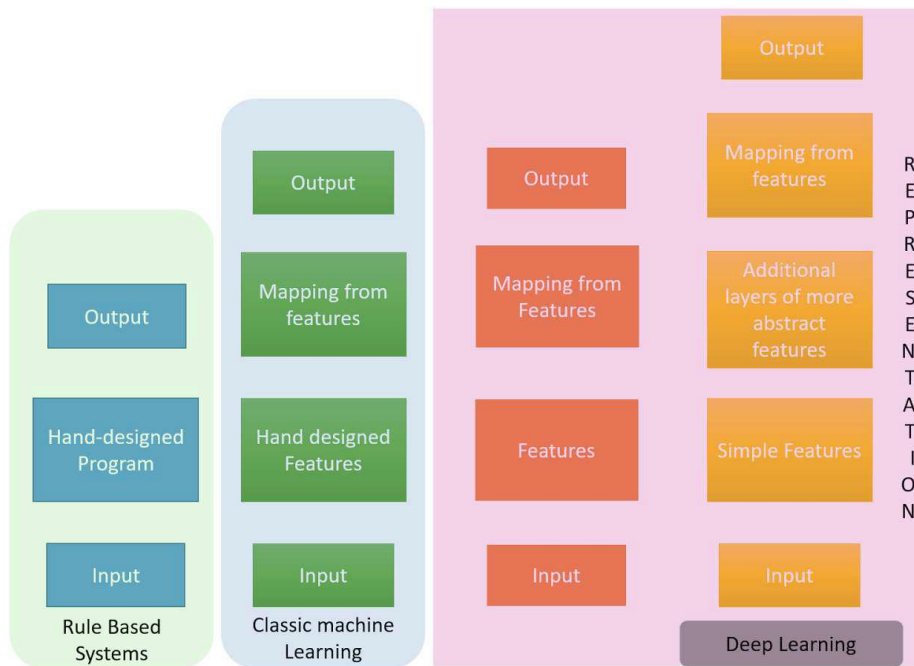 Output
Mapping from
features
Additional
layers of more
abstract
features
Simple Features
Input
Deep Learning
Output
Mapping from
Features
Features
Input
Output
Mapping from
features
Hand designed
Features
Input
Classic machine
Learning
Output
Hand-designed
Program
Input
Rule Based
Systems
R
E
P
R
E
S
E
N
T
A
T
I
O
N